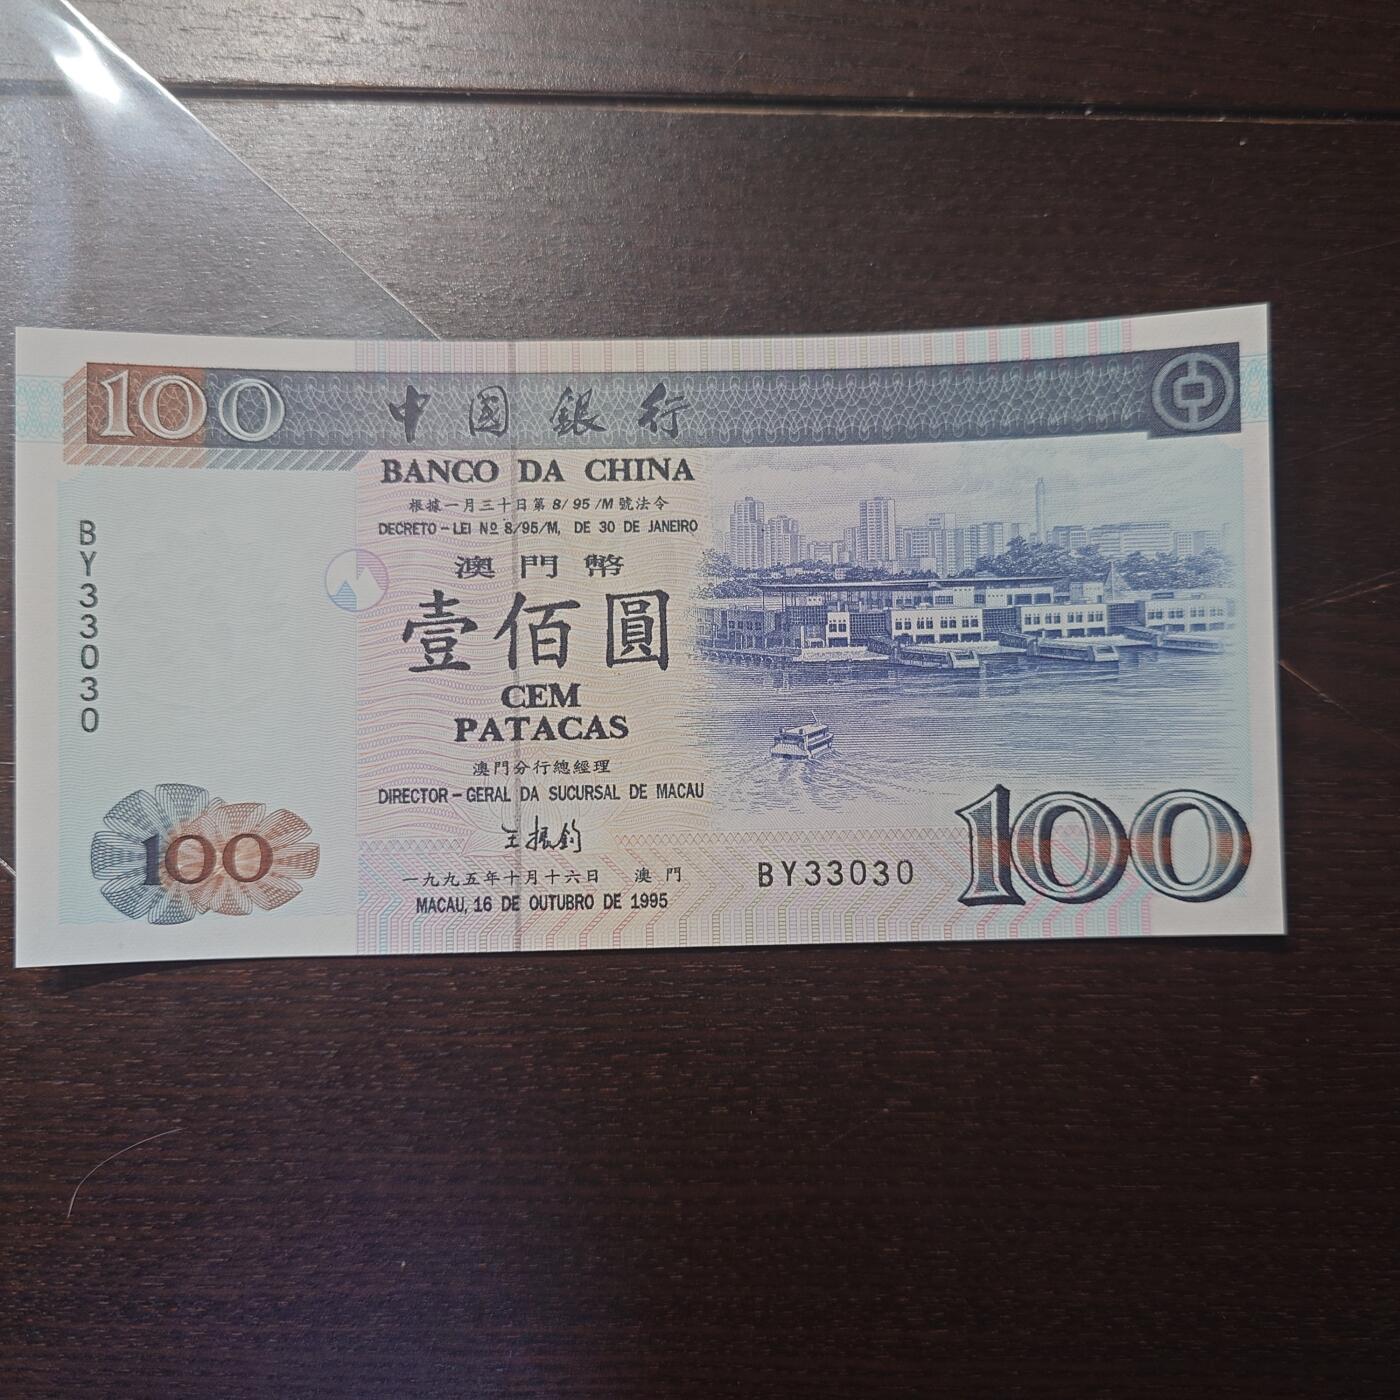 100
中國銀行
BANCO DA CHINA
根據一月三十日第8/95/M號法令
DECRETO-LEI Nº 8/95/M, DE 30 DE JANEIRO
澳門幣
壹佰圓
CEM
PATACAS
澳門分行總經理
DIRECTOR-GERAL DA SUCURSAL DE MACAU
王振鈞
一九九五年十月十六日 澳門
MACAU, 16 DE OUTUBRO DE 1995
BY33030
100
BY33030
100